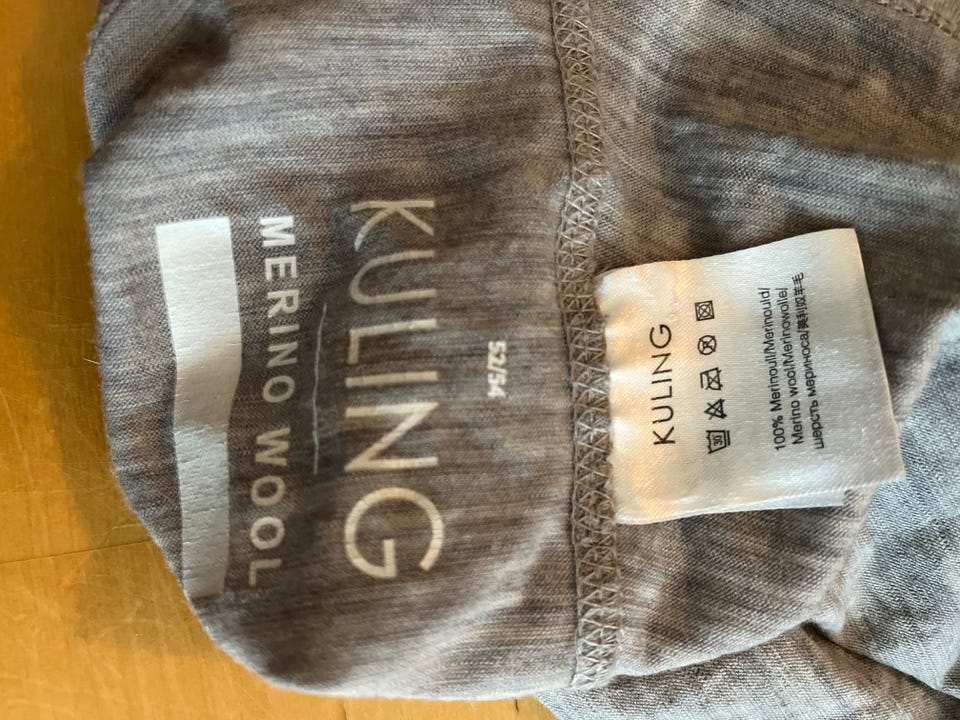 52/54
KULING
MERINO WOOL
KULING
30
100% Merinoull/Merinould/
Merino wool/Merinowolle/
шерсть мериноса/美利奴羊毛